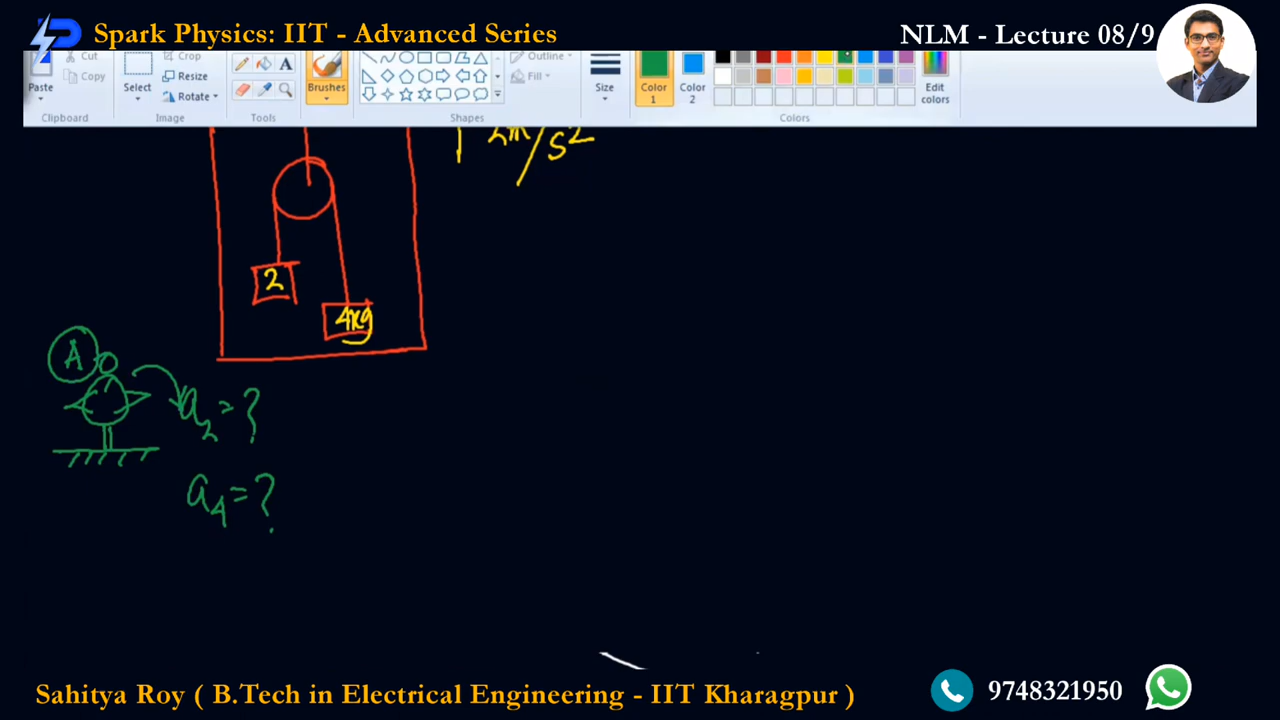 Spark Physics: IIT - Advanced Series
NLM - Lecture 08/9
Paste
Cut
Copy
Clipboard
Select
Crop
Resize
Rotate
Image
A
Tools
Brushes
Outline
Fill
Shapes
Size
Color 1
Color 2
Edit colors
Colors
2m/s2
2
4kg
A
a2 = ?
a4 = ?
Sahitya Roy ( B.Tech in Electrical Engineering - IIT Kharagpur )
9748321950